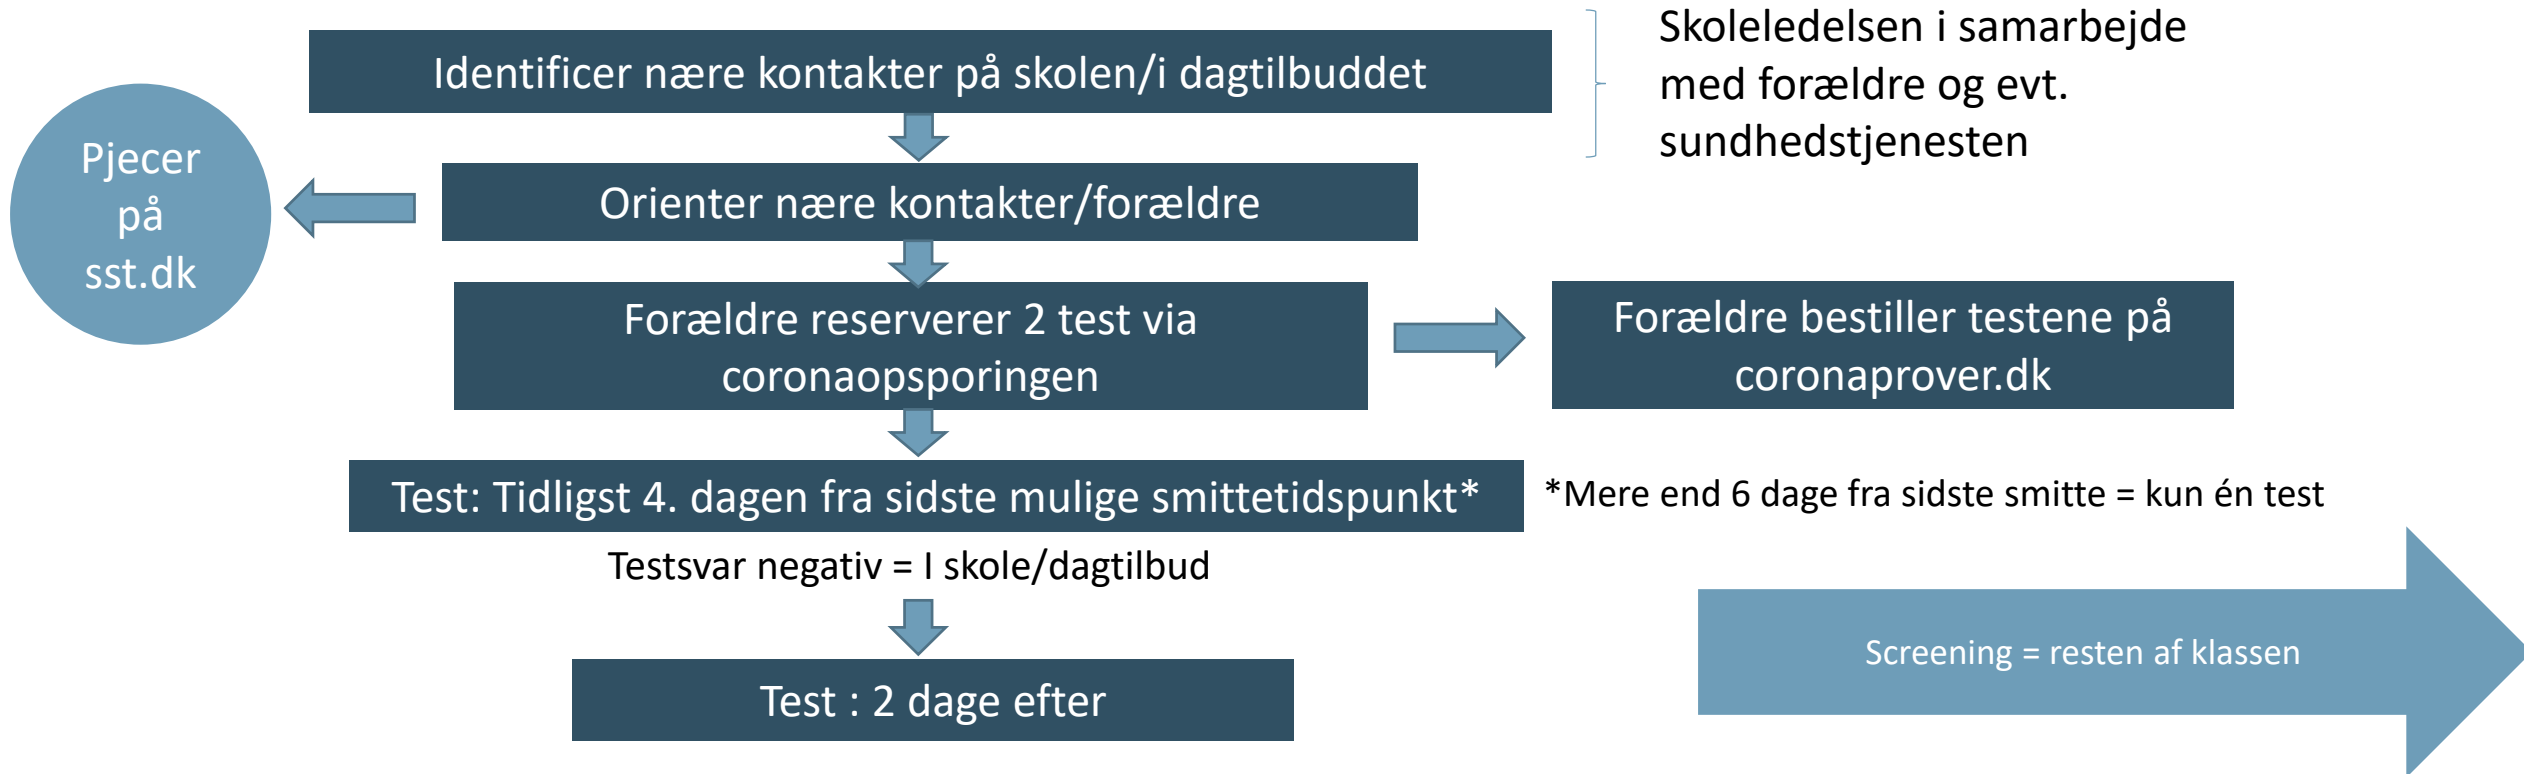 Identificer nære kontakter på skolen/i dagtilbuddet
Skoleledelsen i samarbejde
med forældre og evt.
sundhedstjenesten
Pjecer
på
sst.dk
Orienter nære kontakter/forældre
Forældre reserverer 2 test via
coronaopsporingen
Forældre bestiller testene på
coronaprover.dk
Test: Tidligst 4. dagen fra sidste mulige smittetidspunkt*
*Mere end 6 dage fra sidste smitte = kun én test
Testsvar negativ = I skole/dagtilbud
Screening = resten af klassen
Test : 2 dage efter